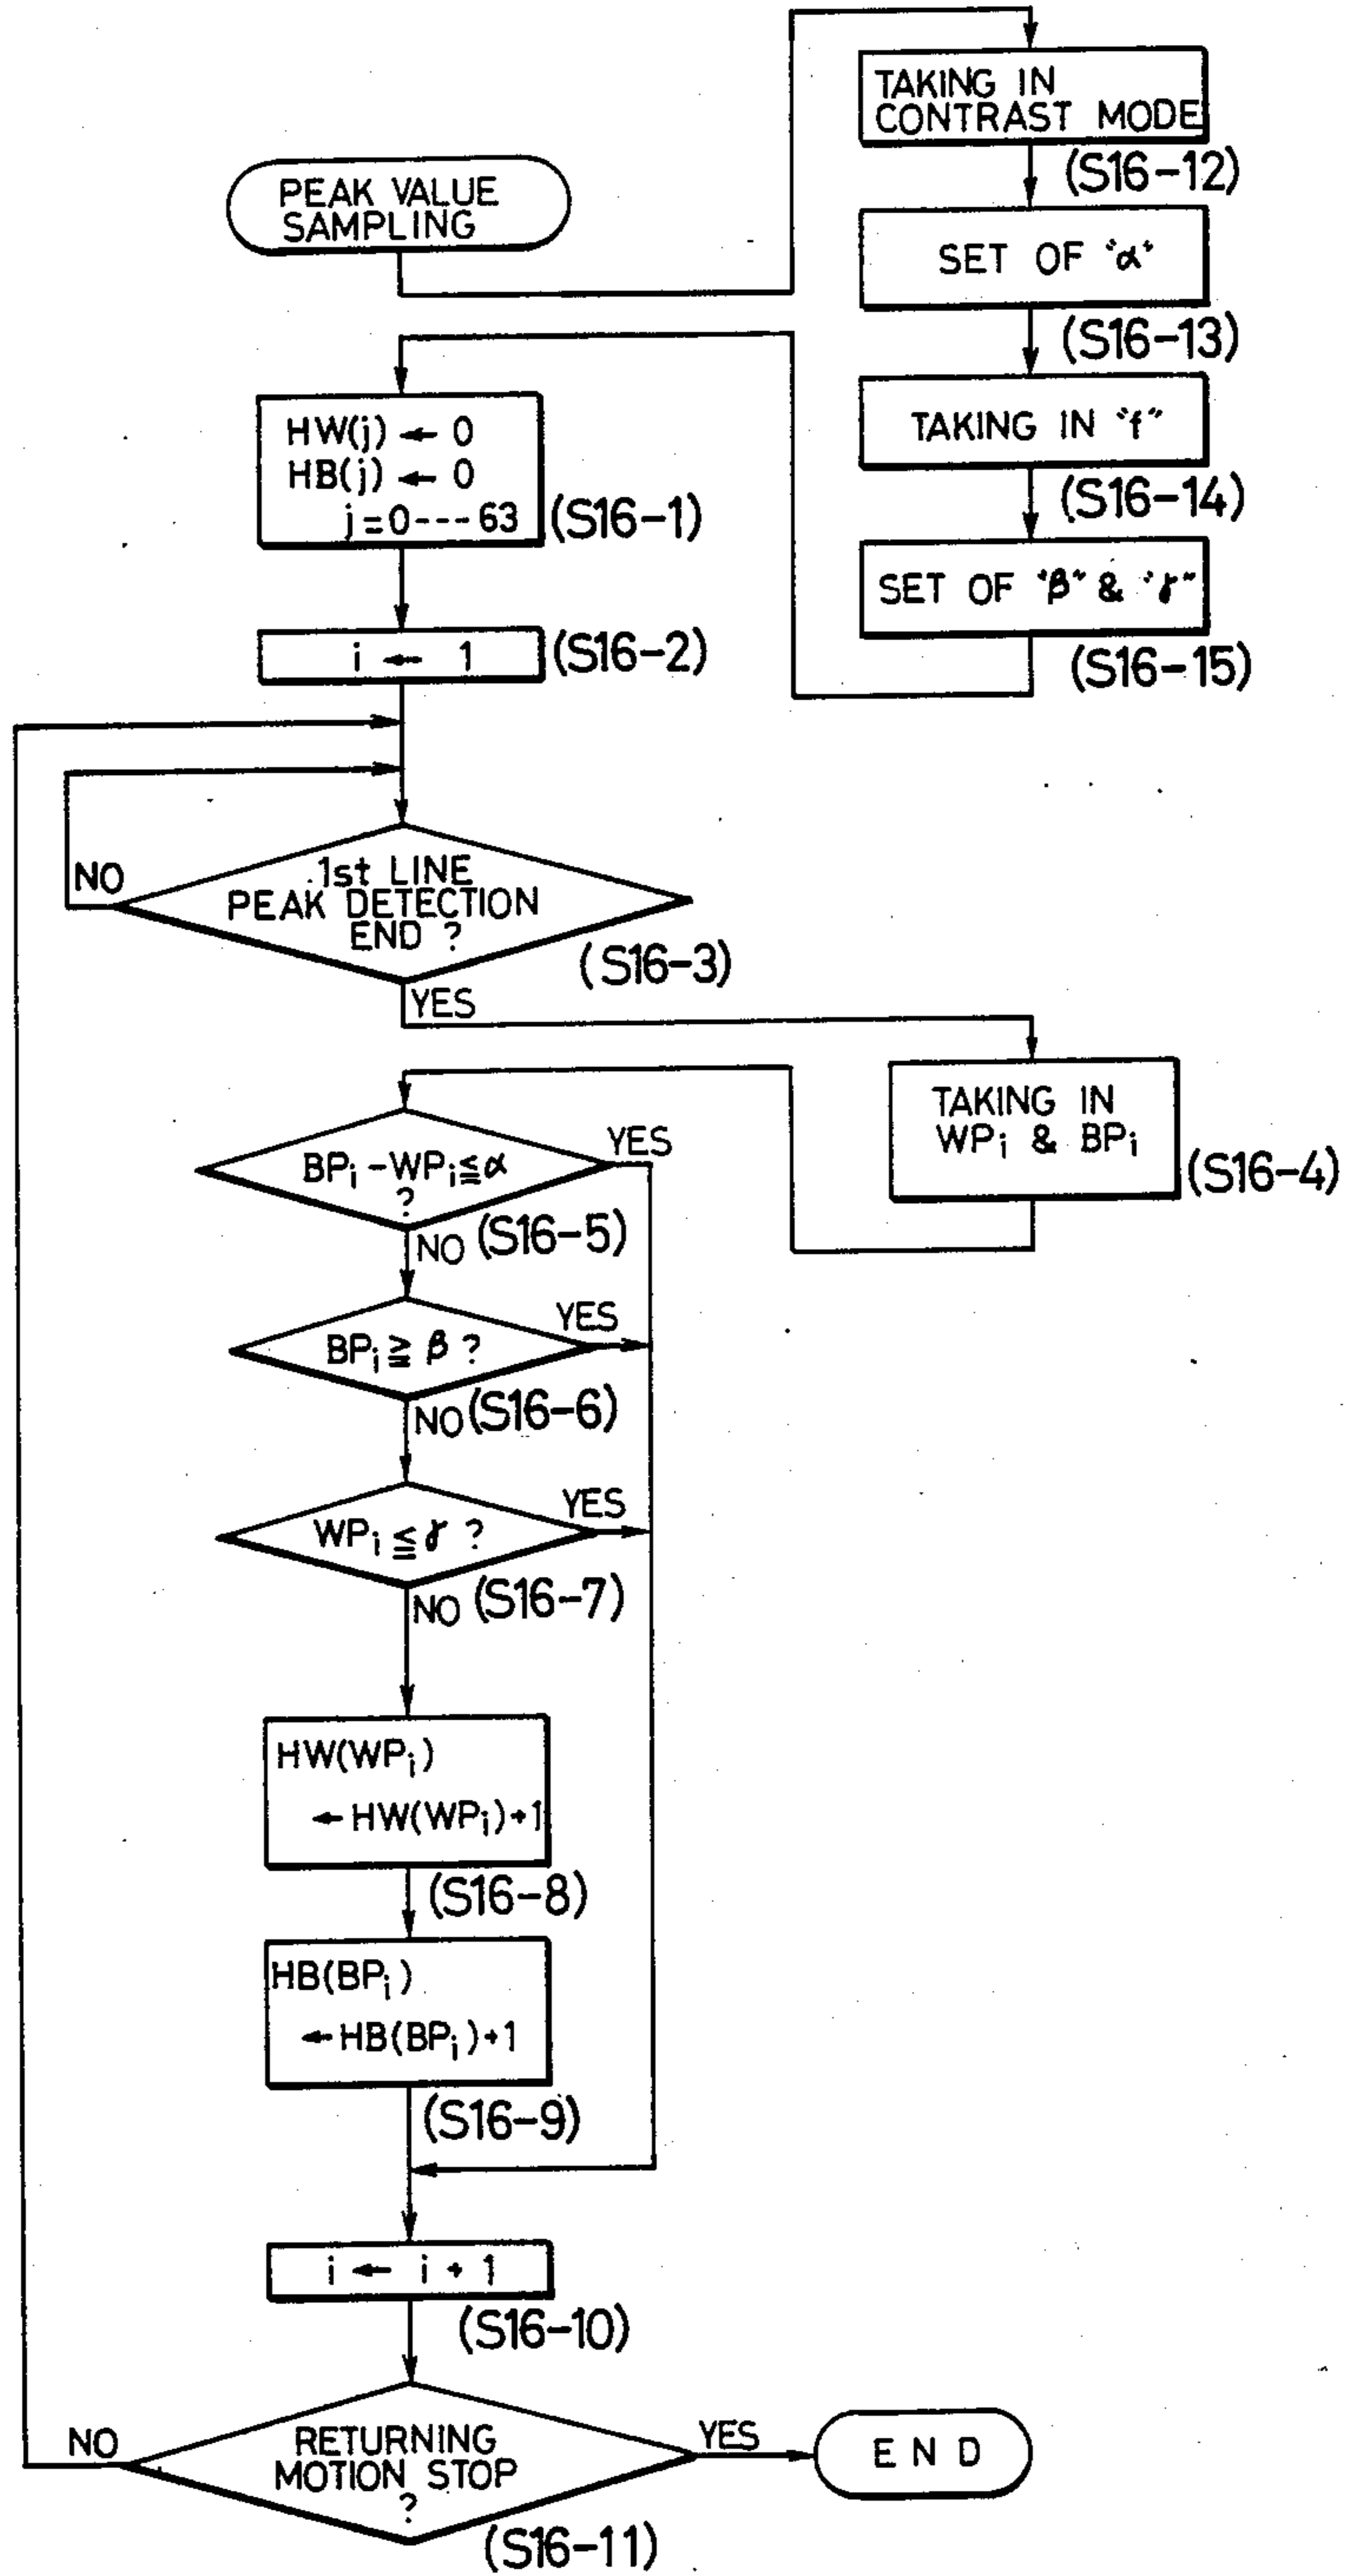 PEAK VALUE
SAMPLING
TAKING IN
CONTRAST MODE
(S16-12)
SET OF "α"
(S16-13)
TAKING IN "f"
(S16-14)
SET OF "β" & "γ"
(S16-15)
HW(j) ← 0
HB(j) ← 0
j=0---63
(S16-1)
i ← 1
(S16-2)
1st LINE
PEAK DETECTION
END ?
NO
(S16-3)
YES
TAKING IN
WPi & BPi
(S16-4)
BPi-WPi≦α
?
YES
NO
(S16-5)
BPi≧β ?
YES
NO
(S16-6)
WPi≦γ ?
YES
NO
(S16-7)
HW(WPi)
←HW(WPi)+1
(S16-8)
HB(BPi)
←HB(BPi)+1
(S16-9)
i ← i + 1
(S16-10)
RETURNING
MOTION STOP
?
NO
YES
(S16-11)
END